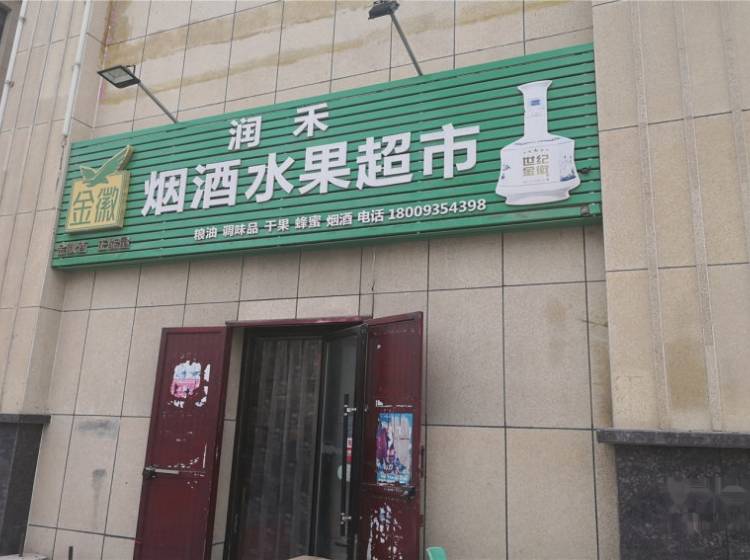 润禾
烟酒水果超市
粮油 调味品 干果 蜂蜜 烟酒 电话 18009354398
金徽
世纪
金徽